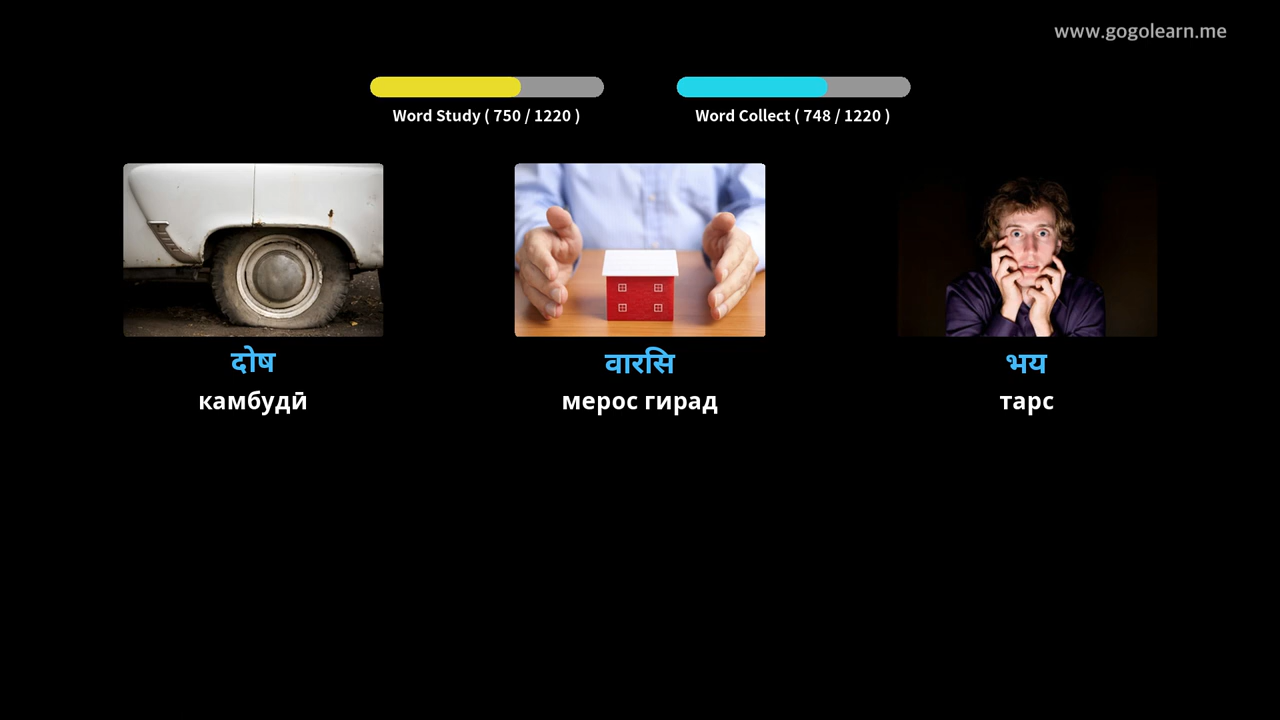 www.gogolearn.me
Word Study ( 750 / 1220 )
Word Collect ( 748 / 1220 )
दोष
वारसि
भय
камбудӣ
мерос гирад
тарс